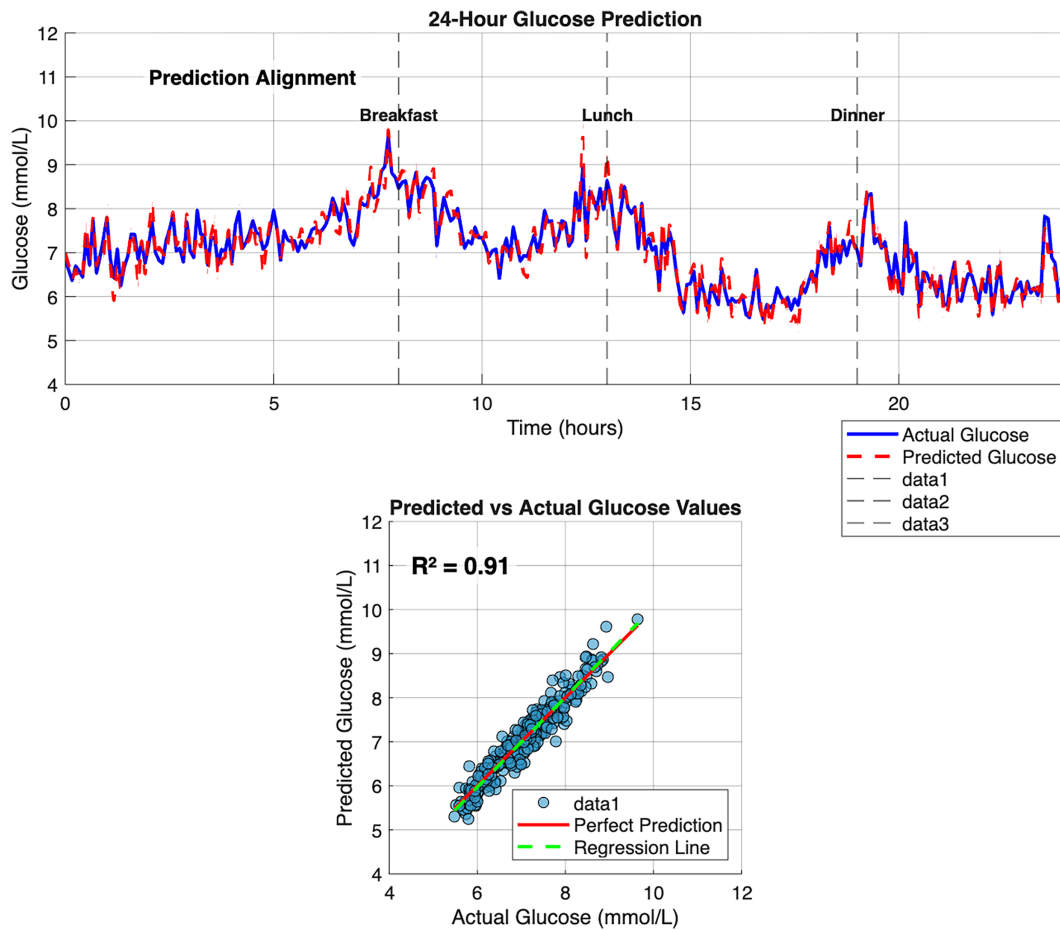 24-Hour Glucose Prediction
12
11
10
9
8
7
6
5
4
Glucose (mmol/L)
Prediction Alignment
Breakfast
Lunch
Dinner
0
5
10
15
20
Time (hours)
Actual Glucose
Predicted Glucose
data1
data2
data3
Predicted vs Actual Glucose Values
12
11
10
9
8
7
6
5
4
Predicted Glucose (mmol/L)
R² = 0.91
data1
Perfect Prediction
Regression Line
4
6
8
10
12
Actual Glucose (mmol/L)